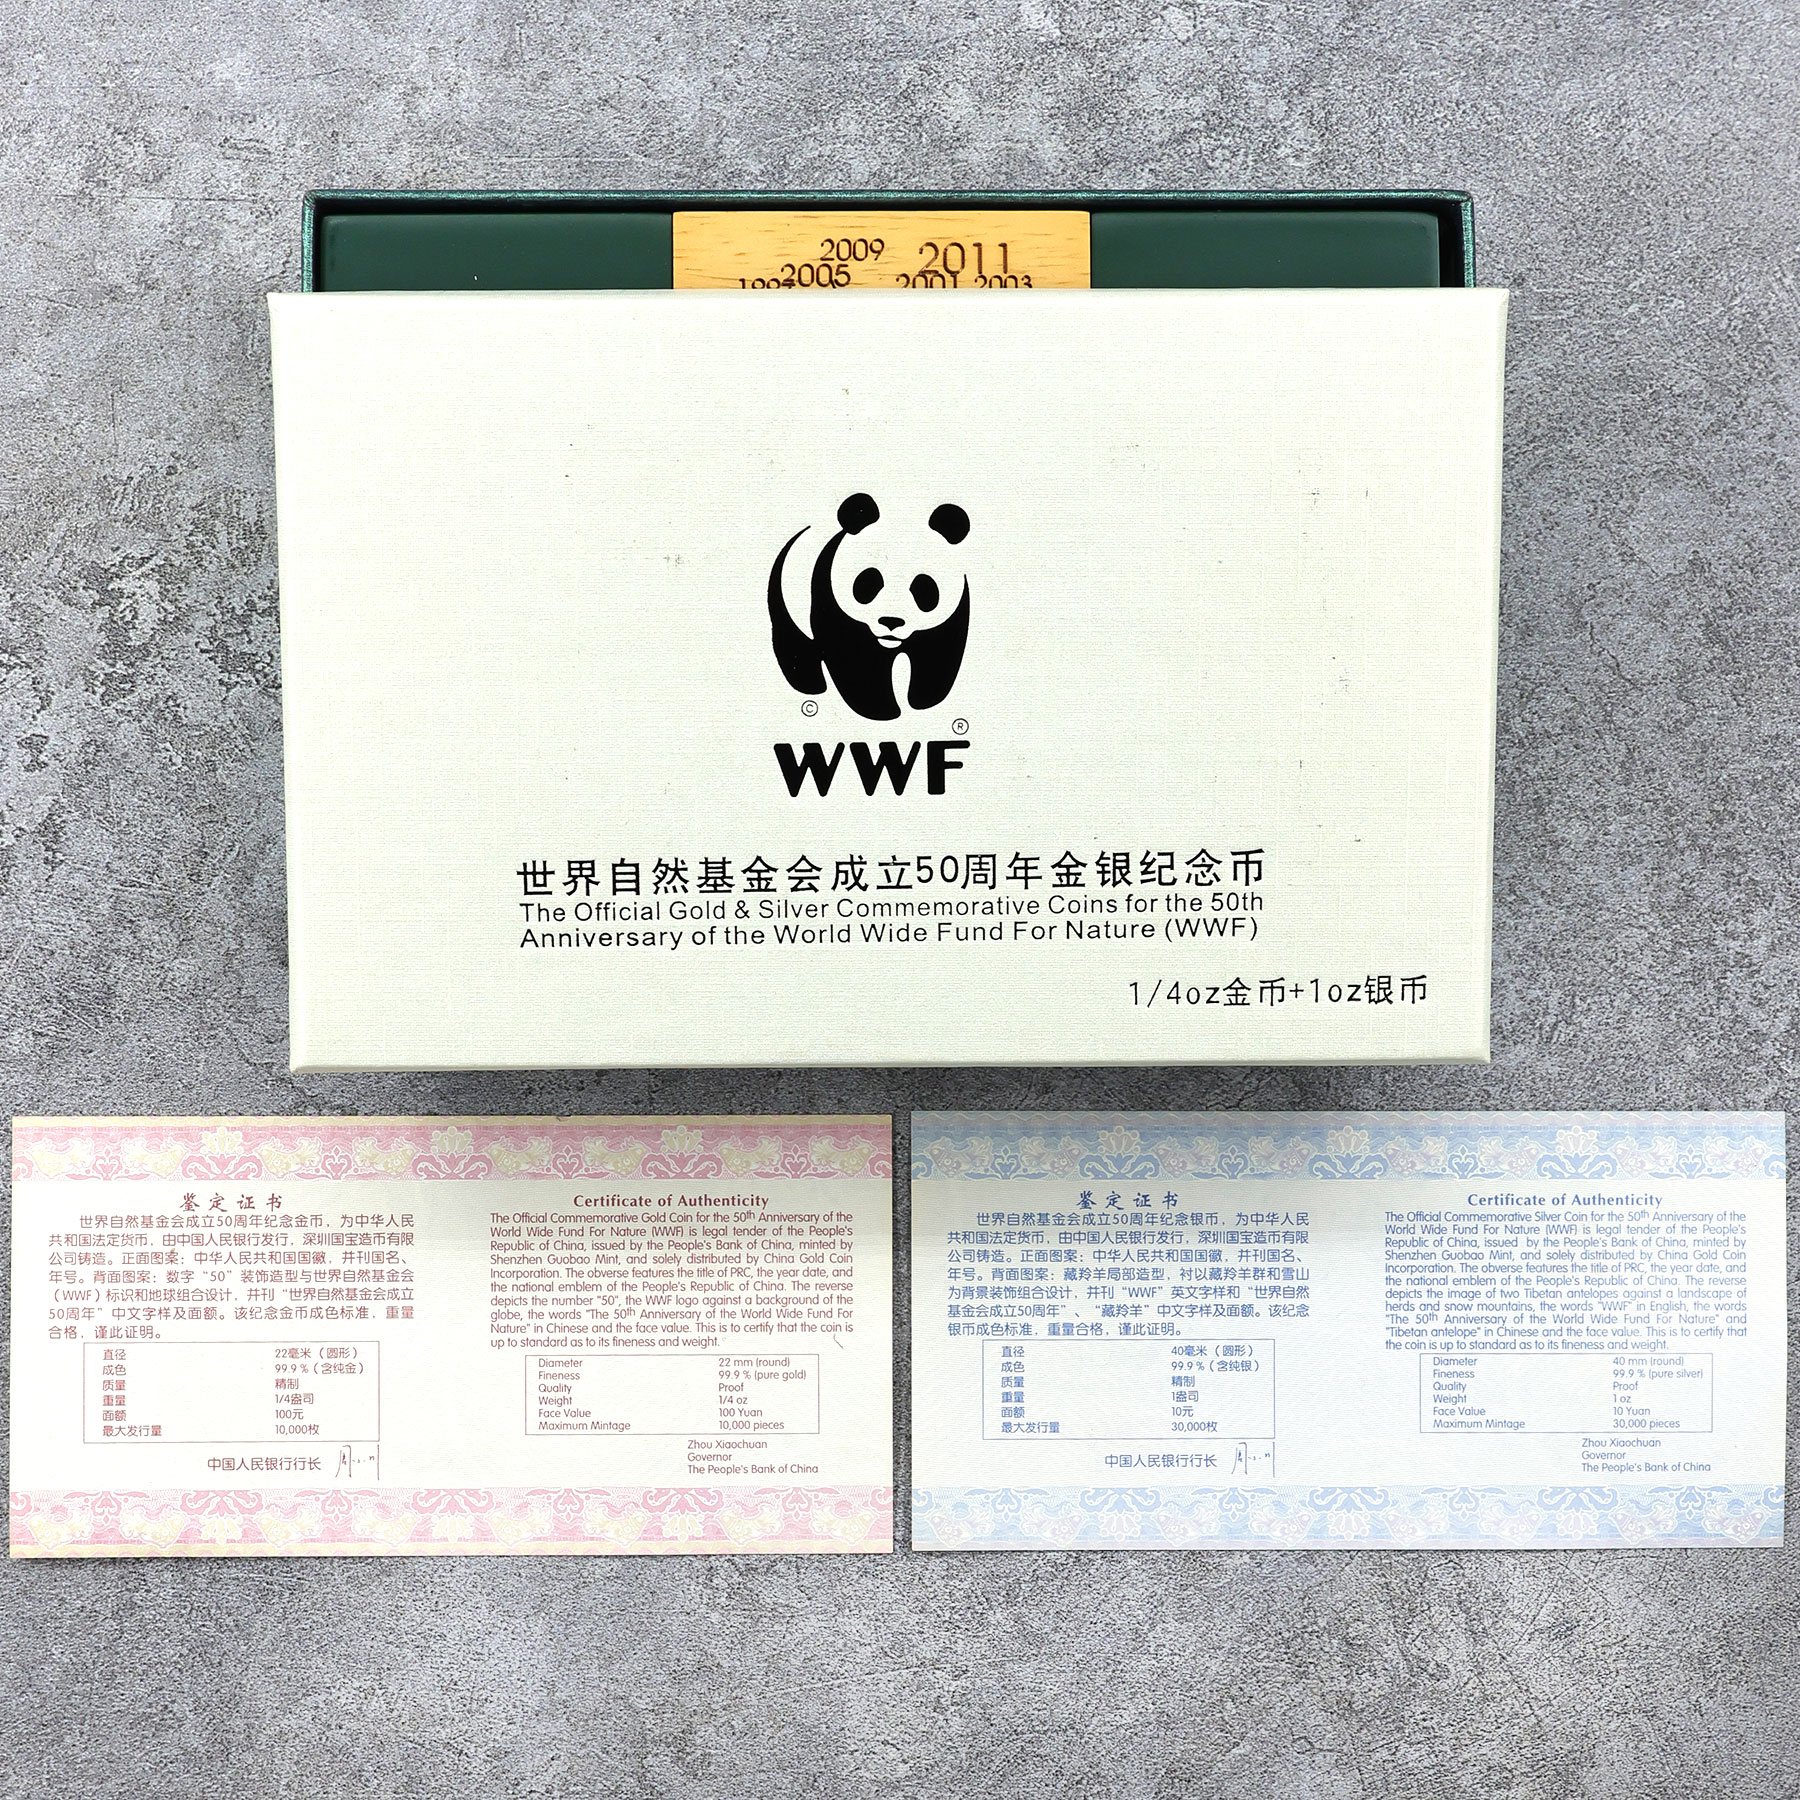 2009 2011
2005 2001 2003
©
®
WWF
世界自然基金会成立50周年金银纪念币
The Official Gold & Silver Commemorative Coins for the 50th
Anniversary of the World Wide Fund For Nature (WWF)
1/4oz金币+1oz银币
鉴定证书
世界自然基金会成立50周年纪念金币，为中华人民
共和国法定货币，由中国人民银行发行，深圳国宝造币有限
公司铸造。正面图案：中华人民共和国国徽，并刊国名、
年号。背面图案：数字“50”装饰造型与世界自然基金会
（WWF）标识和地球组合设计，并刊“世界自然基金会成立
50周年”中文字样及面额。该纪念金币成色标准，重量
合格，谨此证明。
直径 22毫米（圆形）
成色 99.9％（含纯金）
质量 精制
重量 1/4盎司
面额 100元
最大发行量 10,000枚
中国人民银行行长
Certificate of Authenticity
The Official Commemorative Gold Coin for the 50th Anniversary of the
World Wide Fund For Nature (WWF) is legal tender of the People's
Republic of China, issued by the People's Bank of China, minted by
Shenzhen Guobao Mint, and solely distributed by China Gold Coin
Incorporation. The obverse features the title of PRC, the year date, and
the national emblem of the People's Republic of China. The reverse
depicts the number "50", the WWF logo against a background of the
globe, the words "The 50th Anniversary of the World Wide Fund For
Nature" in Chinese and the face value. This is to certify that the coin is
up to standard as to its fineness and weight.
Diameter 22 mm (round)
Fineness 99.9 % (pure gold)
Quality Proof
Weight 1/4 oz
Face Value 100 Yuan
Maximum Mintage 10,000 pieces
Zhou Xiaochuan
Governor
The People's Bank of China
鉴定证书
世界自然基金会成立50周年纪念银币，为中华人民
共和国法定货币，由中国人民银行发行，深圳国宝造币有限
公司铸造。正面图案：中华人民共和国国徽，并刊国名、
年号。背面图案：藏羚羊局部造型，衬以藏羚羊群和雪山
为背景装饰组合设计，并刊“WWF”英文字样和“世界自然
基金会成立50周年”、“藏羚羊”中文字样及面额。该纪念
银币成色标准，重量合格，谨此证明。
直径 40毫米（圆形）
成色 99.9％（含纯银）
质量 精制
重量 1盎司
面额 10元
最大发行量 30,000枚
中国人民银行行长
Certificate of Authenticity
The Official Commemorative Silver Coin for the 50th Anniversary of the
World Wide Fund For Nature (WWF) is legal tender of the People's
Republic of China, issued by the People's Bank of China, minted by
Shenzhen Guobao Mint, and solely distributed by China Gold Coin
Incorporation. The obverse features the title of PRC, the year date, and
the national emblem of the People's Republic of China. The reverse
depicts the image of two Tibetan antelopes against a landscape of
herds and snow mountains, the words "WWF" in English, the words
"The 50th Anniversary of the World Wide Fund For Nature" and
"Tibetan antelope" in Chinese and the face value. This is to certify that
the coin is up to standard as to its fineness and weight.
Diameter 40 mm (round)
Fineness 99.9 % (pure silver)
Quality Proof
Weight 1 oz
Face Value 10 Yuan
Maximum Mintage 30,000 pieces
Zhou Xiaochuan
Governor
The People's Bank of China